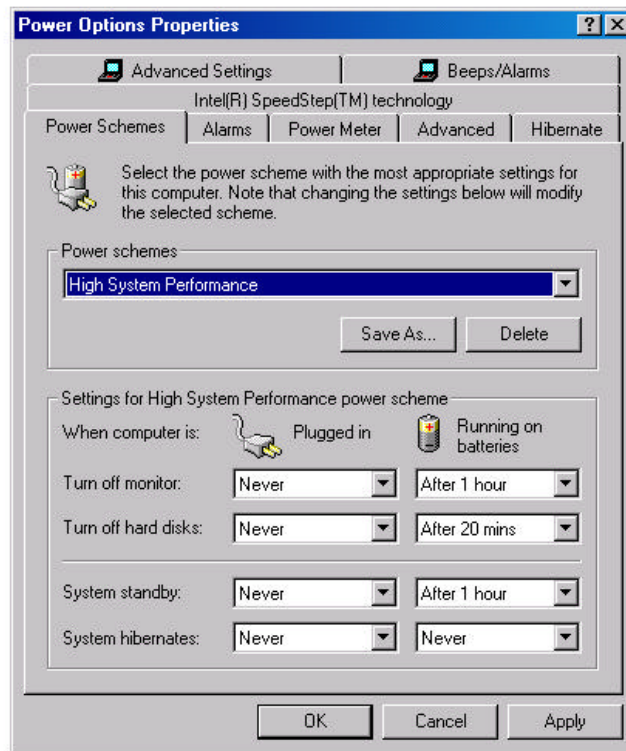 Power Options Properties
Advanced Settings
Beeps/Alarms
Intel(R) SpeedStep(TM) technology
Power Schemes
Alarms
Power Meter
Advanced
Hibernate
Select the power scheme with the most appropriate settings for
this computer. Note that changing the settings below will modify
the selected scheme.
Power schemes
High System Performance
Save As...
Delete
Settings for High System Performance power scheme
When computer is:
Plugged in
Running on
batteries
Turn off monitor:
Never
After 1 hour
Turn off hard disks:
Never
After 20 mins
System standby:
Never
After 1 hour
System hibernates:
Never
Never
OK
Cancel
Apply